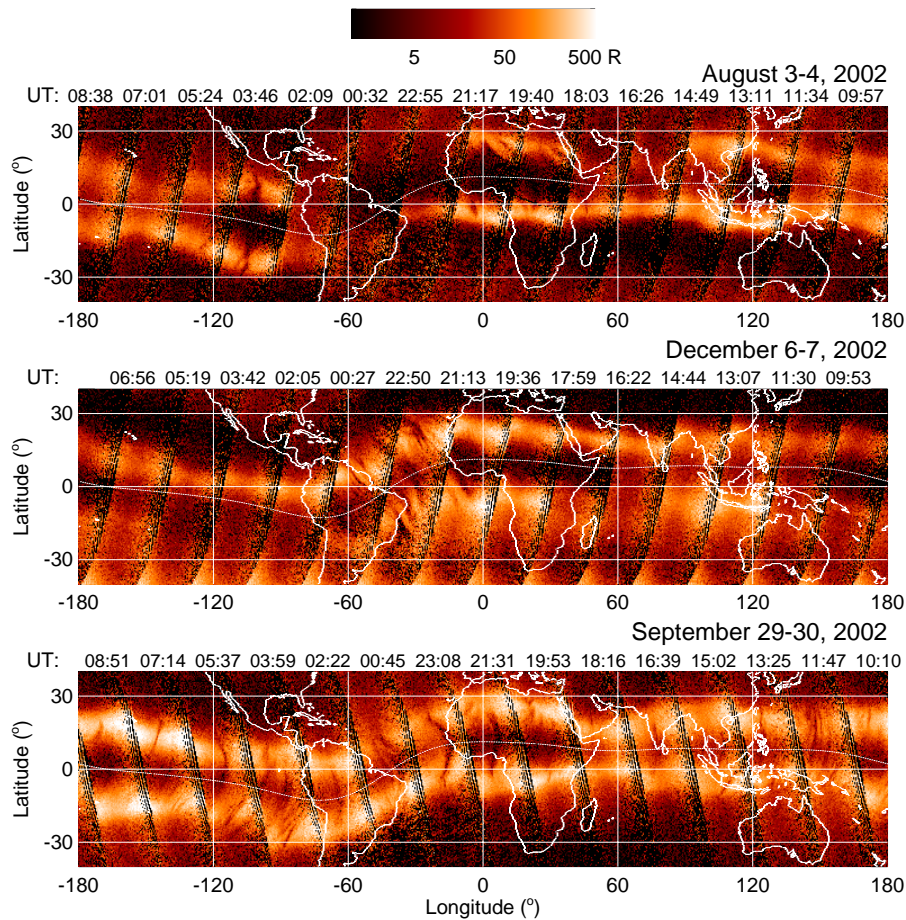 5 50 500 R
August 3-4, 2002
UT: 08:38 07:01 05:24 03:46 02:09 00:32 22:55 21:17 19:40 18:03 16:26 14:49 13:11 11:34 09:57
30
Latitude (°)
0
-30
-180 -120 -60 0 60 120 180
December 6-7, 2002
UT: 06:56 05:19 03:42 02:05 00:27 22:50 21:13 19:36 17:59 16:22 14:44 13:07 11:30 09:53
30
Latitude (°)
0
-30
-180 -120 -60 0 60 120 180
September 29-30, 2002
UT: 08:51 07:14 05:37 03:59 02:22 00:45 23:08 21:31 19:53 18:16 16:39 15:02 13:25 11:47 10:10
30
Latitude (°)
0
-30
-180 -120 -60 0 60 120 180
Longitude (°)